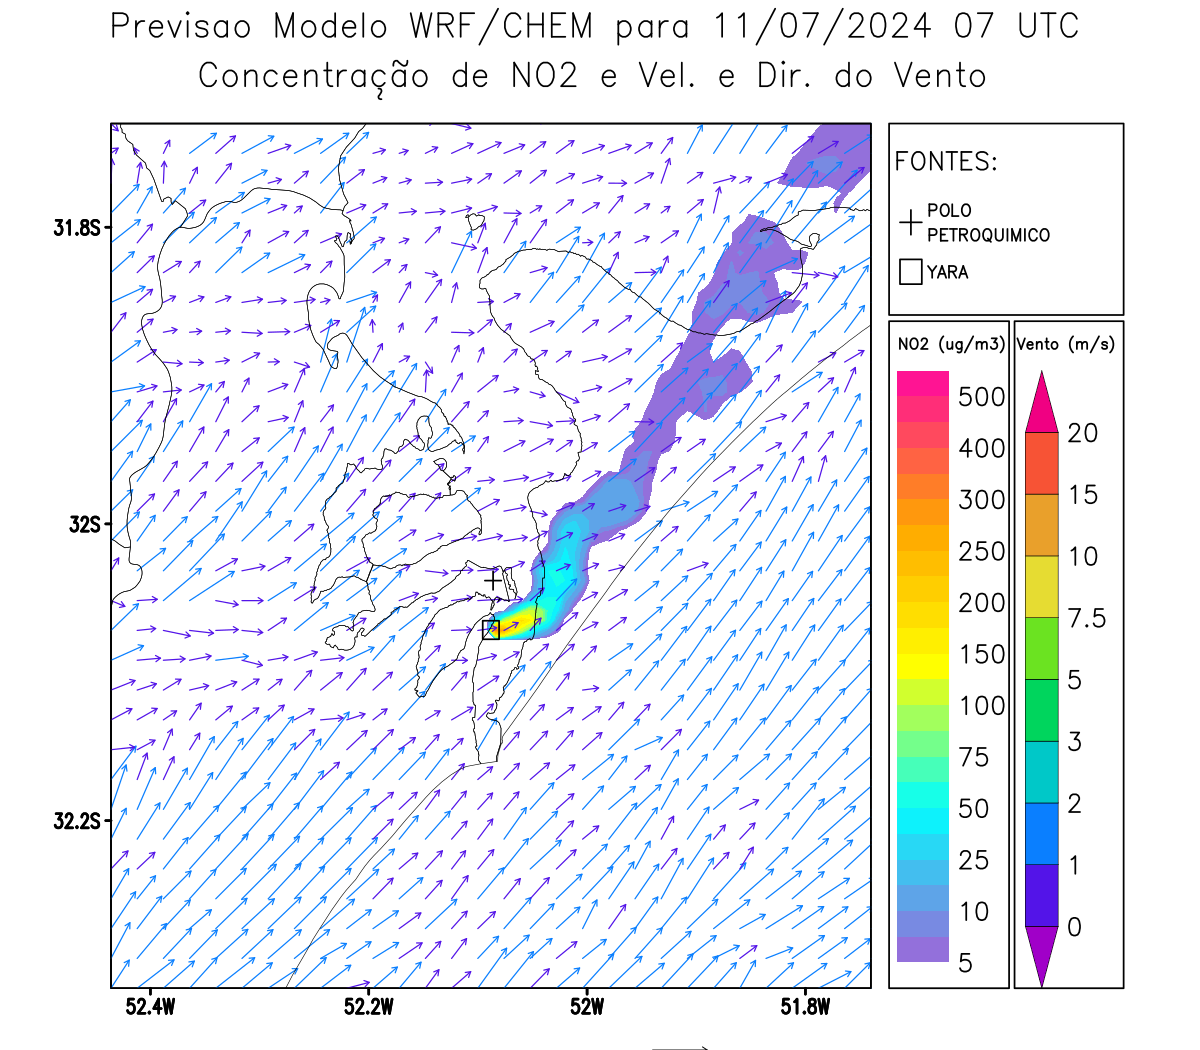 Previsao Modelo WRF/CHEM para 11/07/2024 07 UTC
Concentração de NO2 e Vel. e Dir. do Vento
FONTES:
POLO
PETROQUIMICO
YARA
NO2 (ug/m3)
500
400
300
250
200
150
100
75
50
25
10
5
Vento (m/s)
20
15
10
7.5
5
3
2
1
0
31.8S
32S
32.2S
52.4W
52.2W
52W
51.8W